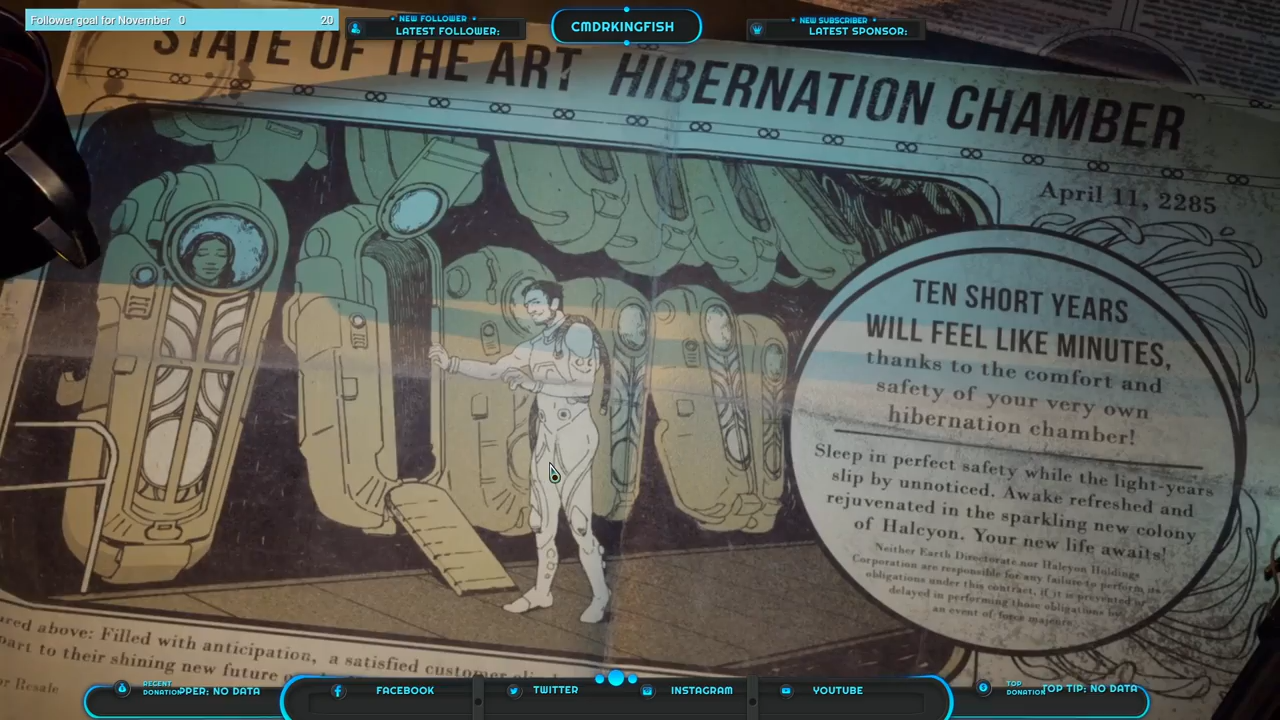 Follower goal for November 0 20
NEW FOLLOWER
LATEST FOLLOWER:
CMDRKINGFISH
NEW SUBSCRIBER
LATEST SPONSOR:
STATE OF THE ART HIBERNATION CHAMBER
April 11, 2285
TEN SHORT YEARS
WILL FEEL LIKE MINUTES,
thanks to the comfort and
safety of your very own
hibernation chamber!
Sleep in perfect safety while the light-years
slip by unnoticed. Awake refreshed and
rejuvenated in the sparkling new colony
of Halcyon. Your new life awaits!
Neither Earth Directorate nor Halcyon Holdings
Corporation are responsible for any failure to perform its
obligations under this contract, if it is prevented or
delayed in performing those obligations by
an event of force majeure.
above: Filled with anticipation, a satisfied customer
part to their shining new future
or Resale
RECENT
DONATION
PPER: NO DATA
FACEBOOK
TWITTER
INSTAGRAM
YOUTUBE
TOP
DONATION
TOP TIP: NO DATA